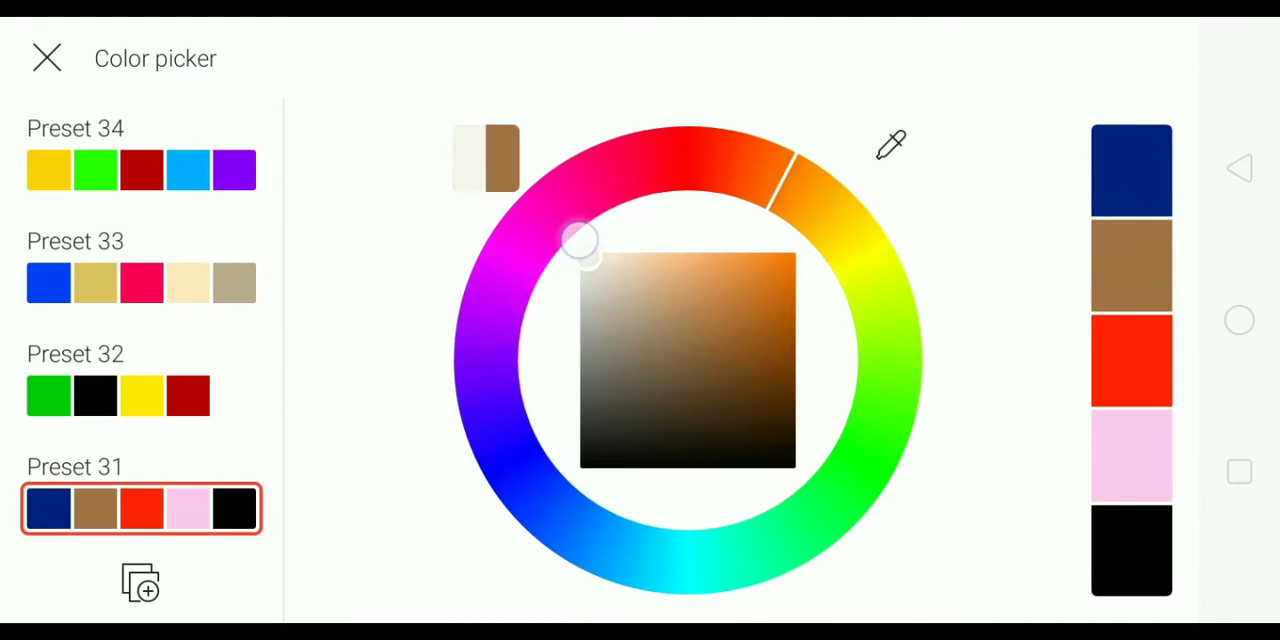 Color picker
Preset 34
Preset 33
Preset 32
Preset 31